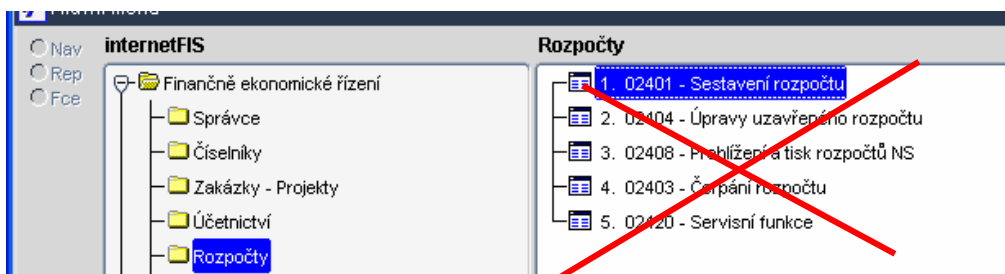 Nav
Rep
Fce
internetFIS
Finančně ekonomické řízení
Správce
Číselníky
Zakázky - Projekty
Účetnictví
Rozpočty
Rozpočty
1. 02401 - Sestavení rozpočtu
2. 02404 - Úpravy uzavřeného rozpočtu
3. 02408 - Prohlížení a tisk rozpočtů NS
4. 02403 - Čerpání rozpočtu
5. 02420 - Servisní funkce